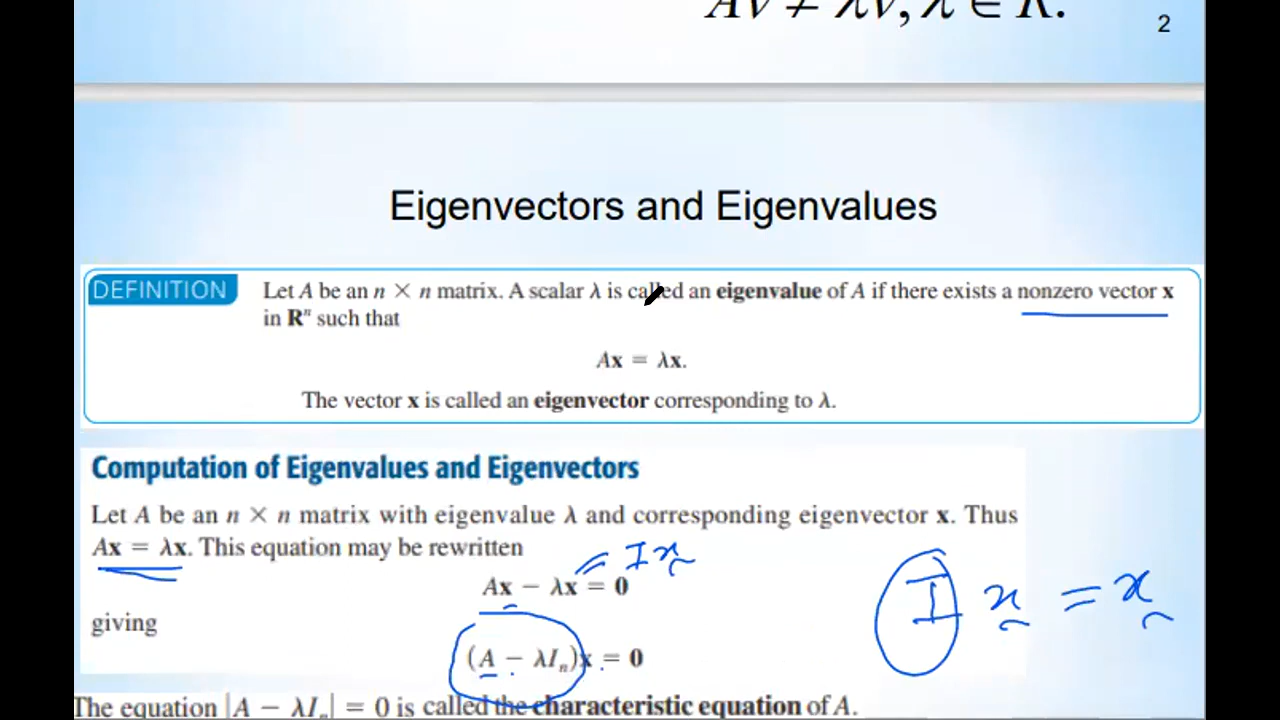 Av ≠ λv, λ ∈ R.
2
Eigenvectors and Eigenvalues
DEFINITION
Let A be an n × n matrix. A scalar λ is called an eigenvalue of A if there exists a nonzero vector x
in Rⁿ such that
Ax = λx.
The vector x is called an eigenvector corresponding to λ.
Computation of Eigenvalues and Eigenvectors
Let A be an n × n matrix with eigenvalue λ and corresponding eigenvector x. Thus
Ax = λx. This equation may be rewritten
= Ix
Ax − λx = 0
I x = x
giving
(A − λIₙ)x = 0
The equation |A − λIₙ| = 0 is called the characteristic equation of A.